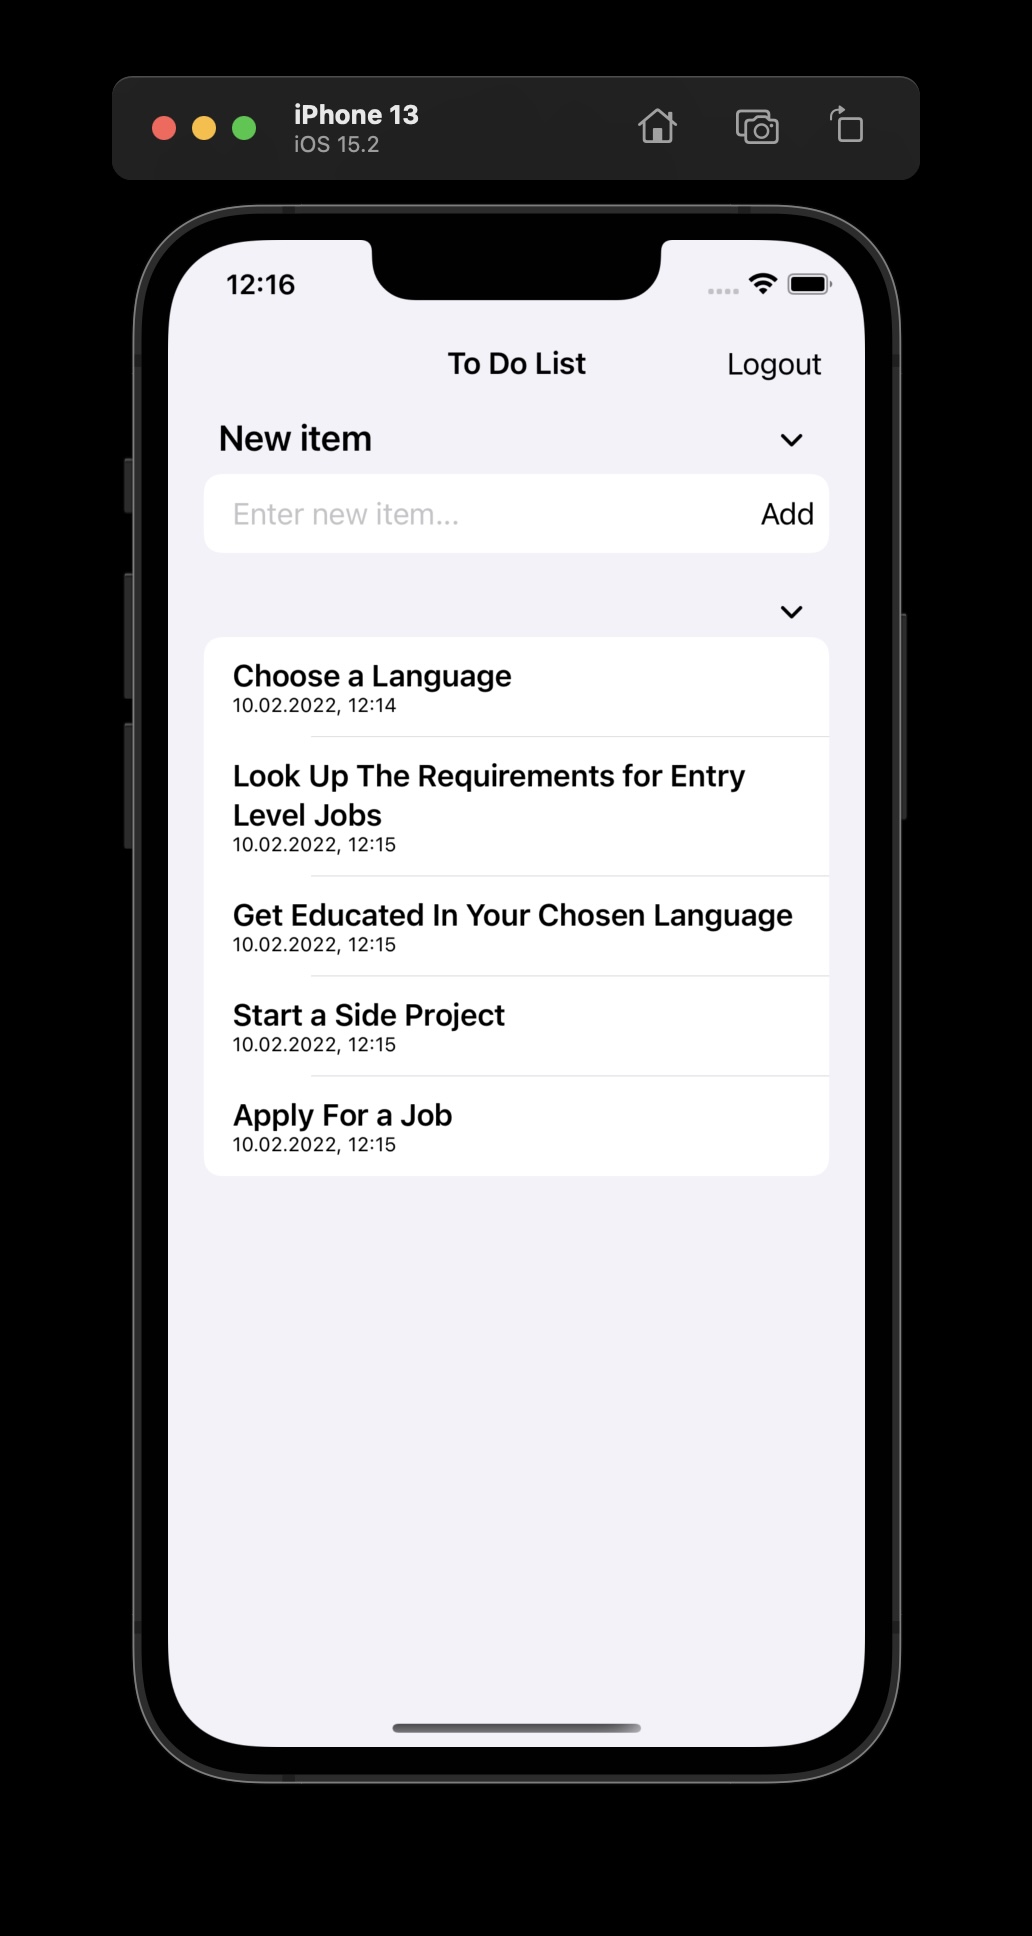 iPhone 13
iOS 15.2
12:16
To Do List
Logout
New item
Enter new item...
Add
Choose a Language
10.02.2022, 12:14
Look Up The Requirements for Entry
Level Jobs
10.02.2022, 12:15
Get Educated In Your Chosen Language
10.02.2022, 12:15
Start a Side Project
10.02.2022, 12:15
Apply For a Job
10.02.2022, 12:15